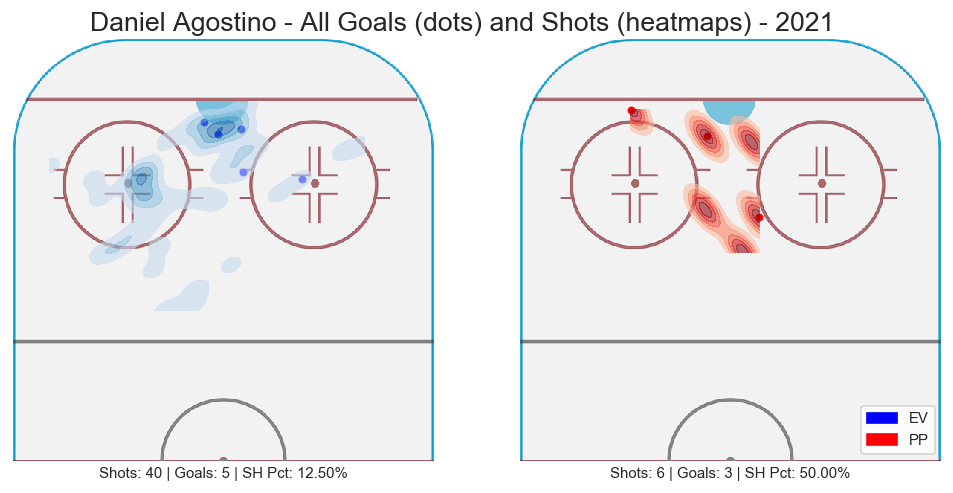 Daniel Agostino - All Goals (dots) and Shots (heatmaps) - 2021
EV
PP
Shots: 40 | Goals: 5 | SH Pct: 12.50%
Shots: 6 | Goals: 3 | SH Pct: 50.00%